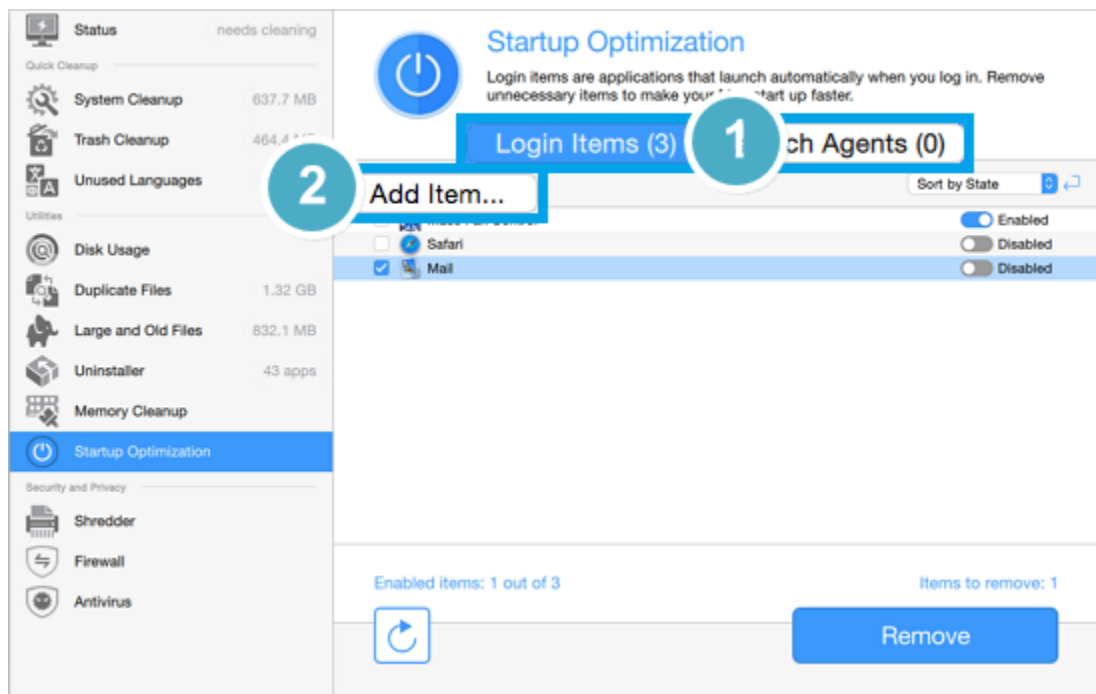 Status needs cleaning
Quick Cleanup
System Cleanup 637.7 MB
Trash Cleanup
Unused Languages
Utilities
Disk Usage
Duplicate Files 1.32 GB
Large and Old Files 832.1 MB
Uninstaller 43 apps
Memory Cleanup
Startup Optimization
Security and Privacy
Shredder
Firewall
Antivirus
Startup Optimization
Login items are applications that launch automatically when you log in. Remove
unnecessary items to make your start up faster.
Login Items (3) 1 Agents (0)
2 Add Item...
Sort by State
Enabled
Safari Disabled
Mail Disabled
Enabled items: 1 out of 3 Items to remove: 1
Remove